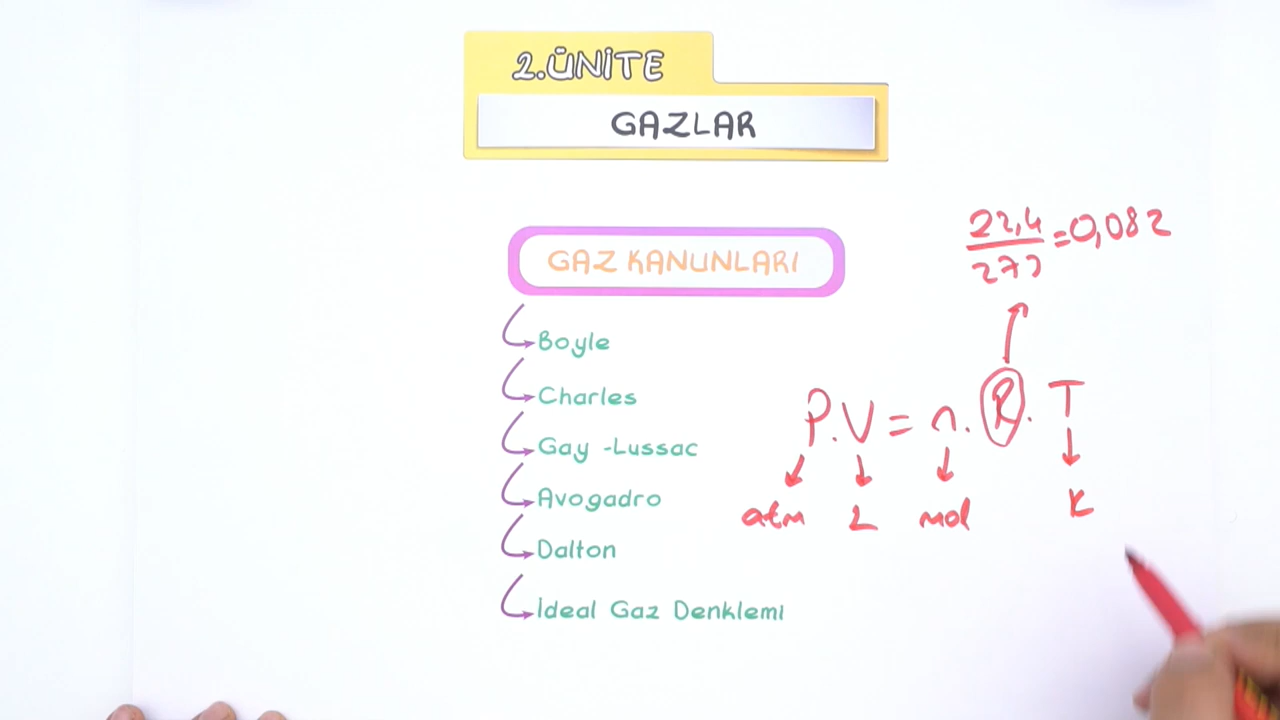 2.ÜNİTE
GAZLAR
GAZ KANUNLARI
Boyle
Charles
Gay -Lussac
Avogadro
Dalton
İdeal Gaz Denklemi
22,4
273
=0,082
P.V = n.R.T
atm L mol K